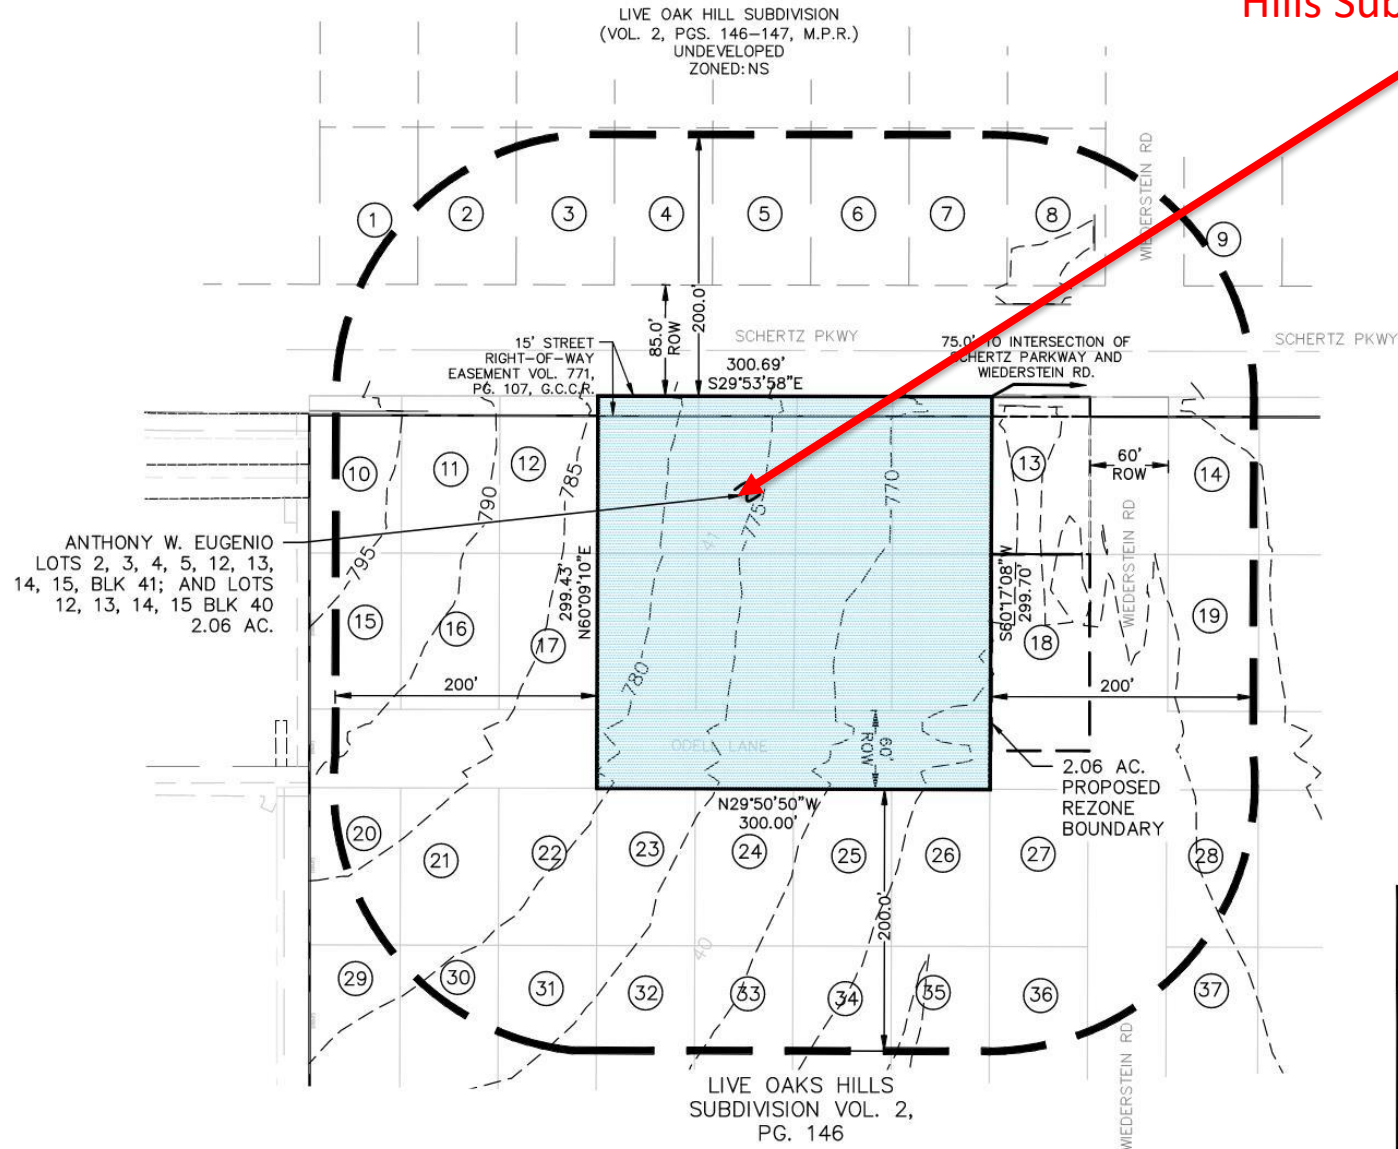 Hills Sub
LIVE OAK HILL SUBDIVISION
(VOL. 2, PGS. 146-147, M.P.R.)
UNDEVELOPED
ZONED: NS
WIEDERSTEIN RD
1
2
3
4
5
6
7
8
9
200.0'
85.0'
ROW
SCHERTZ PKWY
SCHERTZ PKWY
15' STREET
RIGHT-OF-WAY
EASEMENT VOL. 771,
PG. 107, G.C.C.R.
300.69'
S29°53'58"E
75.0' TO INTERSECTION OF
SCHERTZ PARKWAY AND
WIEDERSTEIN RD.
10
11
12
13
14
60'
ROW
795
790
785
780
775
770
41
ANTHONY W. EUGENIO
LOTS 2, 3, 4, 5, 12, 13,
14, 15, BLK 41; AND LOTS
12, 13, 14, 15 BLK 40
2.06 AC.
299.43'
N60°09'10"E
S60°17'08"W
299.70'
WIEDERSTEIN RD
15
16
17
18
19
200'
200'
ODELL LANE
60'
ROW
2.06 AC.
PROPOSED
REZONE
BOUNDARY
N29°50'50"W
300.00'
20
21
22
23
24
25
26
27
28
200.0'
40
29
30
31
32
33
34
35
36
37
LIVE OAKS HILLS
SUBDIVISION VOL. 2,
PG. 146
WIEDERSTEIN RD